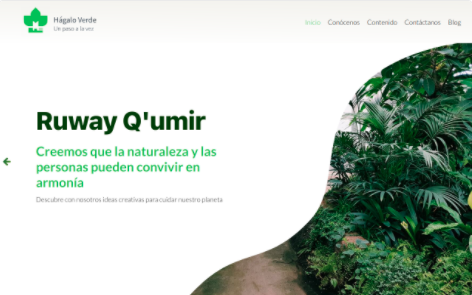 Hágalo Verde
Un paso a la vez
Inicio Conócenos Contenido Contáctanos Blog
Ruway Q'umir
Creemos que la naturaleza y las
personas pueden convivir en
armonía
Descubre con nosotros ideas creativas para cuidar nuestro planeta